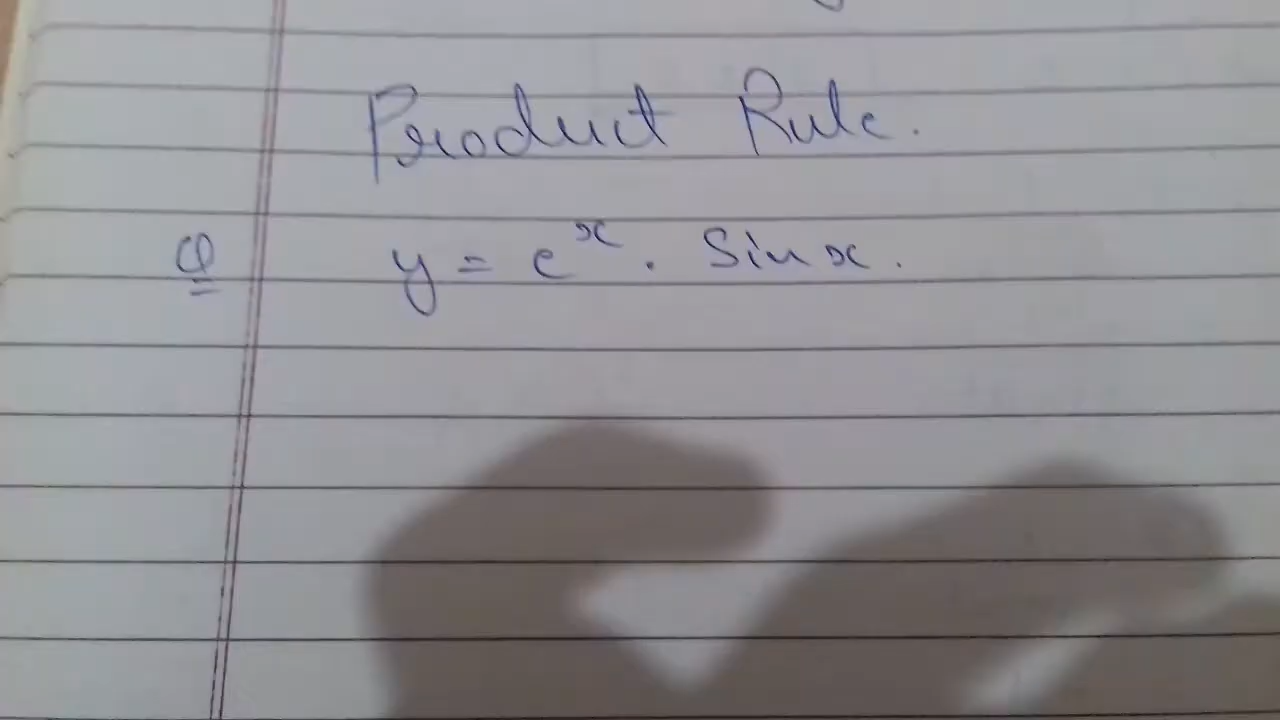 Product Rule.
Q y = e^x . Sin x.